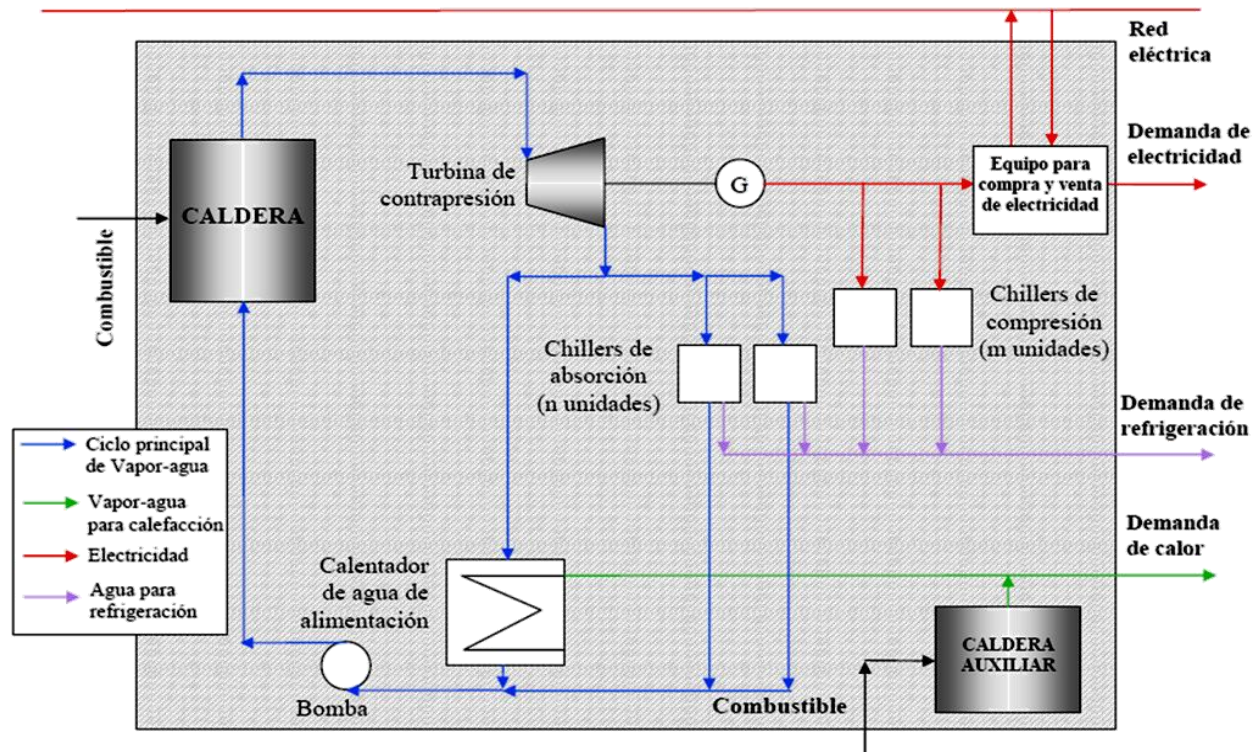 Red
eléctrica
Demanda de
electricidad
Equipo para
compra y venta
de electricidad
G
Turbina de
contrapresión
CALDERA
Combustible
Chillers de
compresión
(m unidades)
Chillers de
absorción
(n unidades)
Demanda de
refrigeración
Ciclo principal
de Vapor-agua
Vapor-agua
para calefacción
Electricidad
Agua para
refrigeración
Demanda
de calor
Calentador
de agua de
alimentación
CALDERA
AUXILIAR
Bomba
Combustible